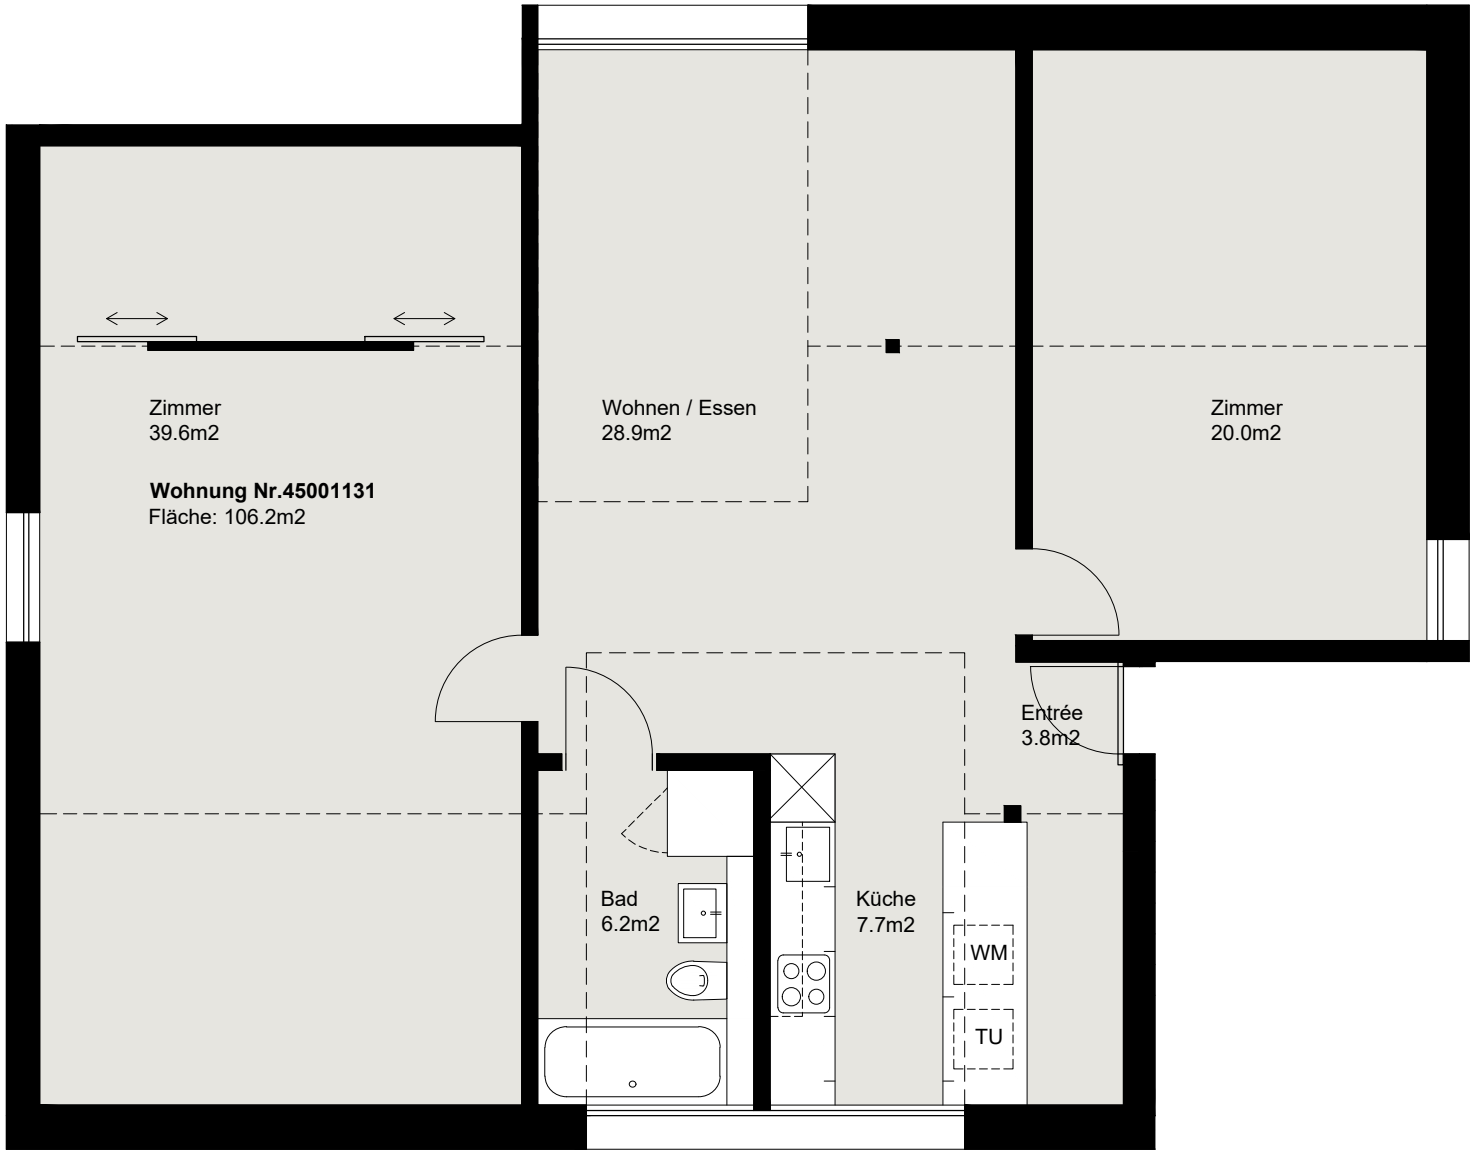 Zimmer
39.6m2
Wohnung Nr.45001131
Fläche: 106.2m2
Wohnen / Essen
28.9m2
Zimmer
20.0m2
Entrée
3.8m2
Bad
6.2m2
Küche
7.7m2
WM
TU